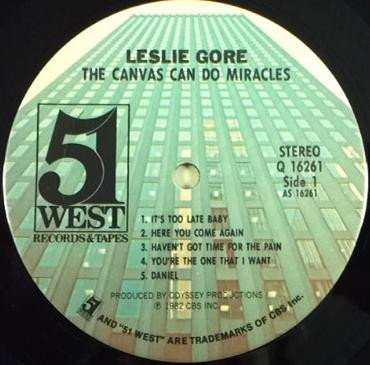 LESLIE GORE
THE CANVAS CAN DO MIRACLES
51
WEST
RECORDS & TAPES
STEREO
Q 16261
Side 1
AS 16261
1. IT'S TOO LATE BABY
2. HERE YOU COME AGAIN
3. HAVEN'T GOT TIME FOR THE PAIN
4. YOU'RE THE ONE THAT I WANT
5. DANIEL
PRODUCED BY ODYSSEY PRODUCTIONS
℗ 1982 CBS INC.
51 WEST AND "51 WEST" ARE TRADEMARKS OF CBS Inc.